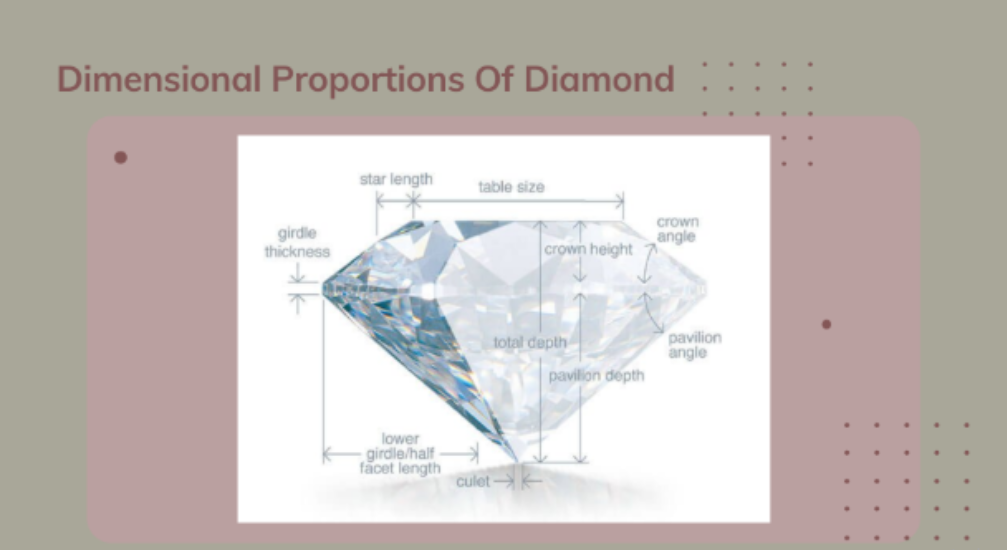 Dimensional Proportions Of Diamond
star length
table size
girdle
thickness
crown height
crown
angle
total depth
pavilion
angle
pavilion depth
lower
girdle/half
facet length
culet